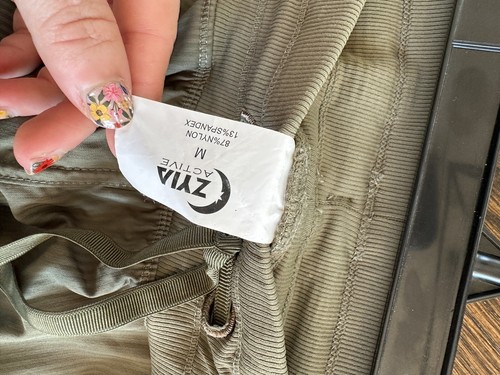 ZYIA
ACTIVE
M
87%NYLON
13%SPANDEX